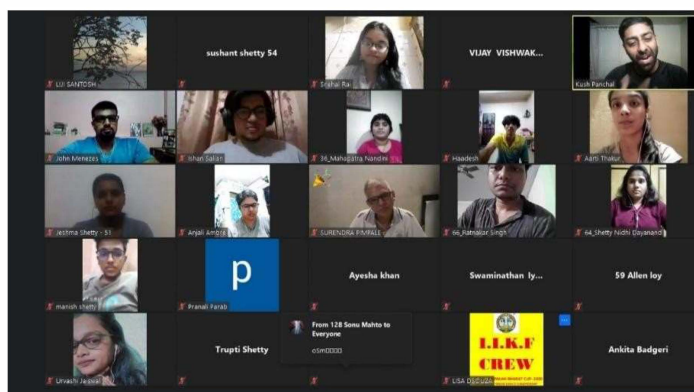 LIJI SANTOSH
sushant shetty 54
Snehal Rai
VIJAY VISHWAK...
Kush Panchal
John Menezes
Ishan Salian
36_Mahapatra Nandini
Haadesh
Aarti Thakur
Jeshma Shetty - 51
Anjali Ambre
SURENDRA PIMPALE
66_Ratnakar Singh
64_Shetty Nidhi Dayanand
manish shetty
p
Pranali Parab
Ayesha khan
Swaminathan Iy...
59 Allen loy
Urvashi Jaiswal
Trupti Shetty
From 128 Sonu Mahto to
Everyone
I.I.K.F
CREW
LISA DSOUZA
Ankita Badgeri